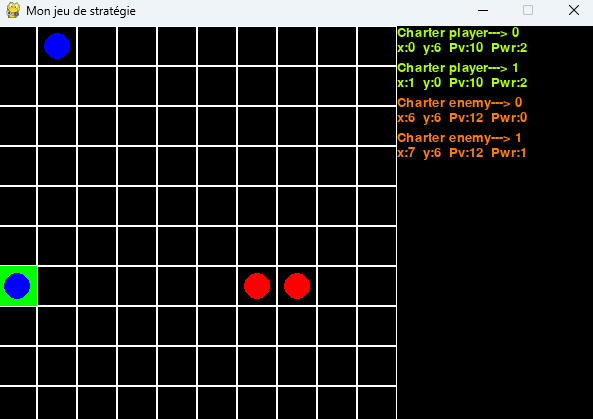 Mon jeu de stratégie
Charter player---> 0
x:0 y:6 Pv:10 Pwr:2
Charter player---> 1
x:1 y:0 Pv:10 Pwr:2
Charter enemy---> 0
x:6 y:6 Pv:12 Pwr:0
Charter enemy---> 1
x:7 y:6 Pv:12 Pwr:1